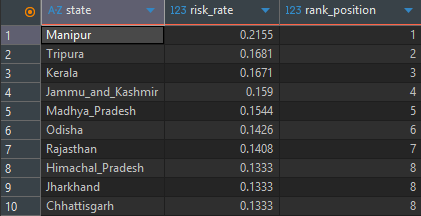 AZ state 123 risk_rate 123 rank_position
1 Manipur 0.2155 1
2 Tripura 0.1681 2
3 Kerala 0.1671 3
4 Jammu_and_Kashmir 0.159 4
5 Madhya_Pradesh 0.1544 5
6 Odisha 0.1426 6
7 Rajasthan 0.1408 7
8 Himachal_Pradesh 0.1333 8
9 Jharkhand 0.1333 8
10 Chhattisgarh 0.1333 8